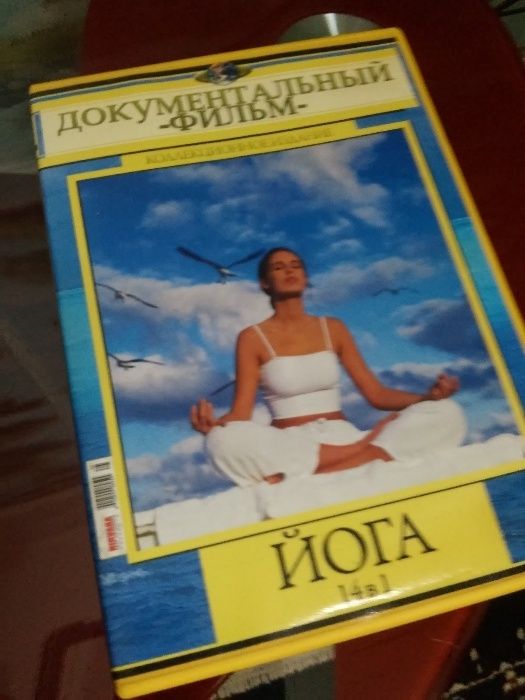 ДОКУМЕНТАЛЬНЫЙ
-ФИЛЬМ-
КОЛЛЕКЦИОННОЕ ИЗДАНИЕ
ЙОГА
14в1